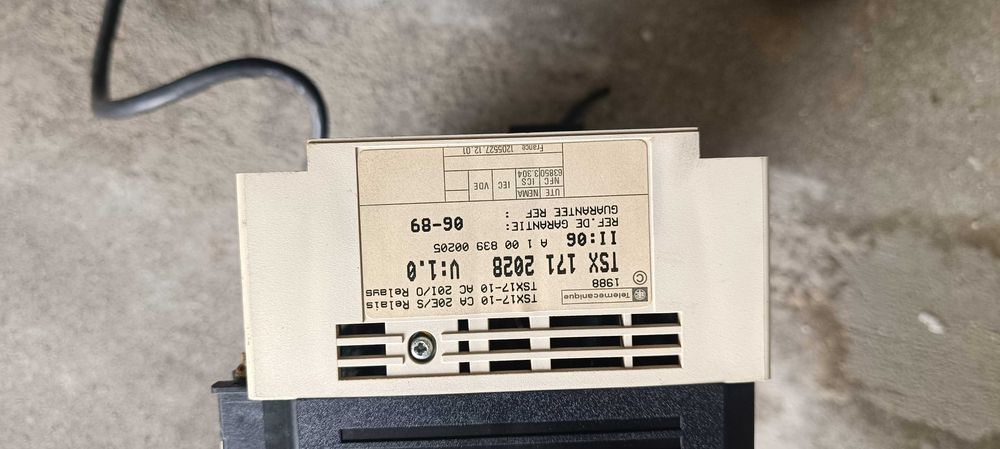 Telemecanique
TSX17-10 CA 20E/S Relais
1988 TSX17-10 AC 20I/O Relays
©
TSX 171 2028 V:1.0
II:06 A 1 00 839 00205
REF.DE GARANTIE:
GUARANTEE REF : 06-89
UTE NEMA IEC VDE
NFC ICS
63850 3.304
France 1205527.12.01